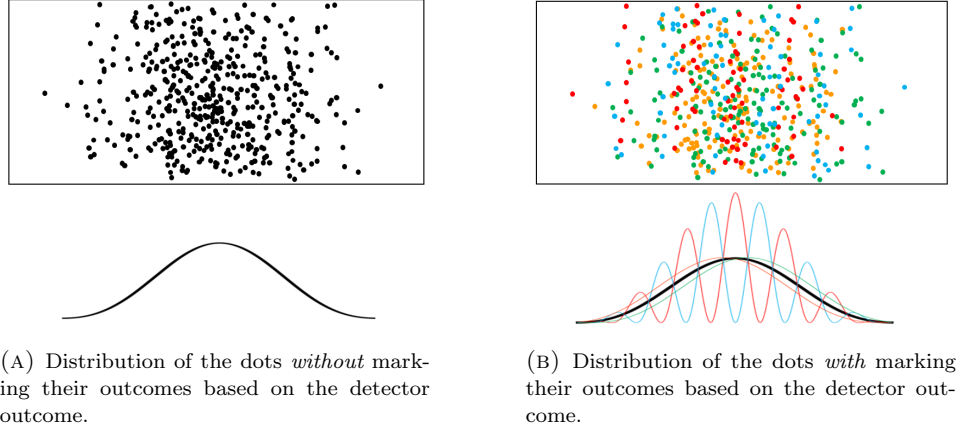 (A) Distribution of the dots without mark-
ing their outcomes based on the detector
outcome.
(B) Distribution of the dots with marking
their outcomes based on the detector out-
come.